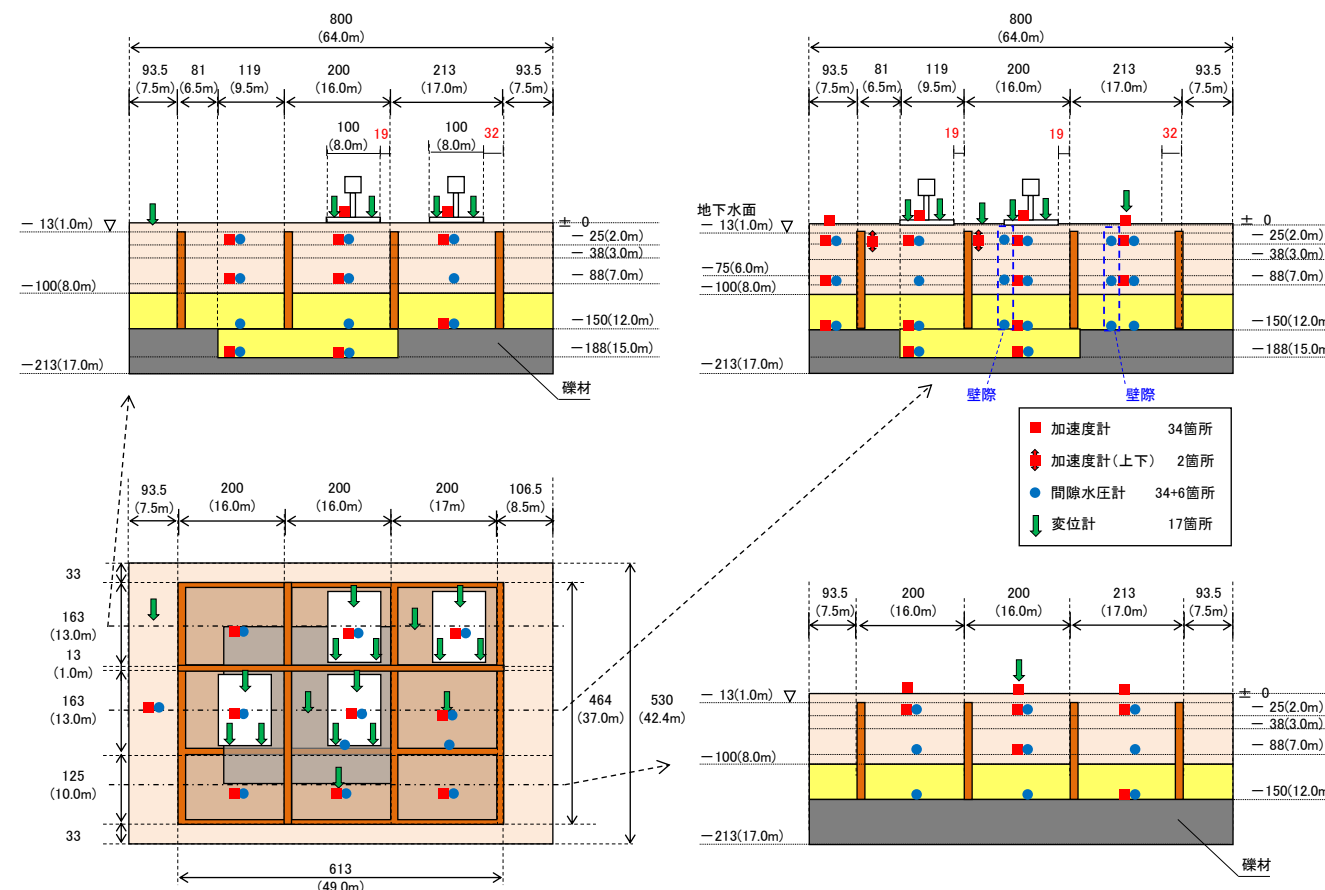 800
(64.0m)
93.5
(7.5m)
81
(6.5m)
119
(9.5m)
200
(16.0m)
213
(17.0m)
93.5
(7.5m)
100
(8.0m)
19
100
(8.0m)
32
－13(1.0m) ▽
± 0
－25(2.0m)
－38(3.0m)
－88(7.0m)
－100(8.0m)
－150(12.0m)
－188(15.0m)
－213(17.0m)
礫材
800
(64.0m)
93.5
(7.5m)
81
(6.5m)
119
(9.5m)
200
(16.0m)
213
(17.0m)
93.5
(7.5m)
19
19
32
地下水面
－13(1.0m) ▽
± 0
－25(2.0m)
－38(3.0m)
－75(6.0m)
－88(7.0m)
－100(8.0m)
－150(12.0m
－188(15.0m
－213(17.0m)
壁際
壁際
加速度計 34箇所
加速度計(上下) 2箇所
間隙水圧計 34+6箇所
変位計 17箇所
93.5
(7.5m)
200
(16.0m)
200
(16.0m)
200
(17m)
106.5
(8.5m)
33
163
(13.0m)
13
(1.0m)
163
(13.0m)
125
(10.0m)
33
464
(37.0m)
530
(42.4m)
613
(49.0m)
93.5
(7.5m)
200
(16.0m)
200
(16.0m)
213
(17.0m)
93.5
(7.5m)
－13(1.0m) ▽
± 0
－25(2.0m)
－38(3.0m)
－88(7.0m)
－100(8.0m)
－150(12.0m
－213(17.0m)
礫材